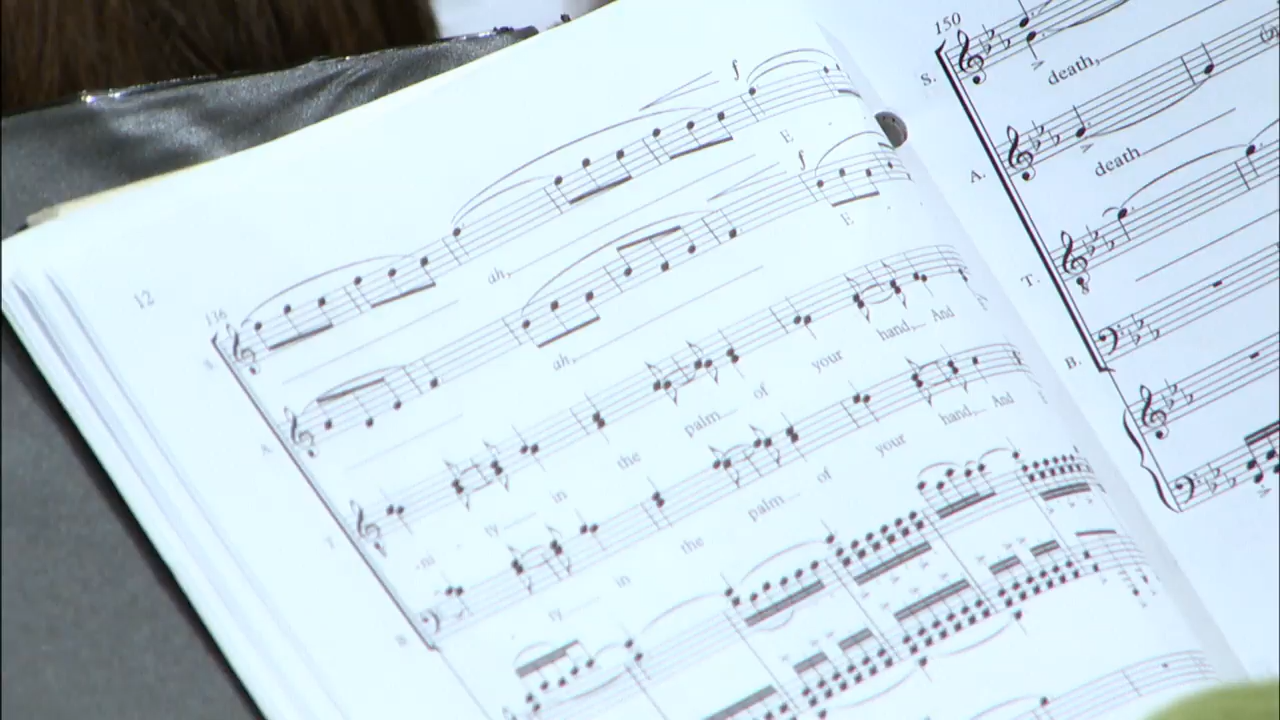 12
136
f
ah,
E
f
ah,
E
-ni ty in the palm of your hand, And
ty in the palm of your hand, And
150
S.
death,
A.
death
T.
B.